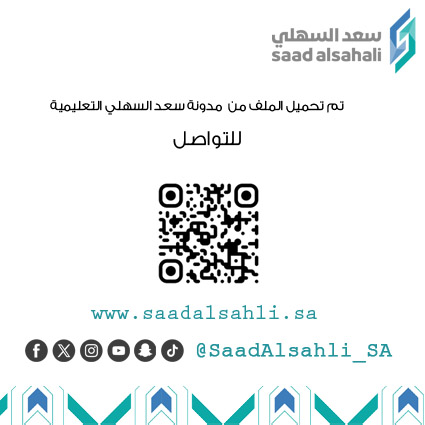 سعد السهلي
saad alsahali
تم تحميل الملف من مدونة سعد السهلي التعليمية
للتواصل
www.saadalsahli.sa
@SaadAlsahli_SA